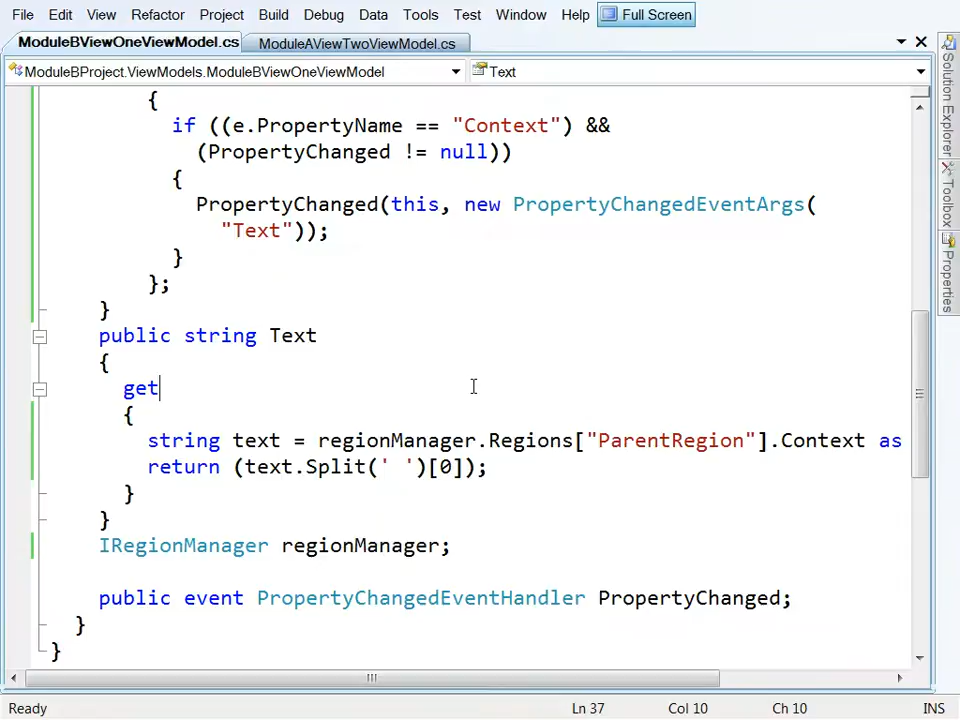 File Edit View Refactor Project Build Debug Data Tools Test Window Help Full Screen
ModuleBViewOneViewModel.cs ModuleAViewTwoViewModel.cs
ModuleBProject.ViewModels.ModuleBViewOneViewModel Text
{
if ((e.PropertyName == "Context") &&
(PropertyChanged != null))
{
PropertyChanged(this, new PropertyChangedEventArgs(
"Text"));
}
};
}
public string Text
{
get
{
string text = regionManager.Regions["ParentRegion"].Context as
return (text.Split(' ')[0]);
}
}
IRegionManager regionManager;
public event PropertyChangedEventHandler PropertyChanged;
}
}
Solution Explorer
Toolbox
Properties
Ready Ln 37 Col 10 Ch 10 INS